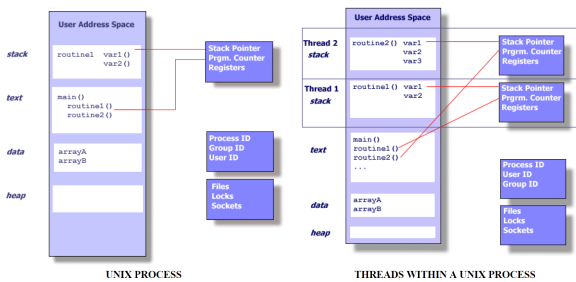 User Address Space
stack
routine1 var1()
var2()
Stack Pointer
Prgrm. Counter
Registers
text
main()
routine1()
routine2()
data
arrayA
arrayB
Process ID
Group ID
User ID
heap
Files
Locks
Sockets
UNIX PROCESS
User Address Space
Thread 2
stack
routine2() var1
var2
var3
Stack Pointer
Prgrm. Counter
Registers
Thread 1
stack
routine1() var1
var2
Stack Pointer
Prgrm. Counter
Registers
text
main()
routine1()
routine2()
...
Process ID
User ID
Group ID
data
arrayA
arrayB
Files
Locks
Sockets
heap
THREADS WITHIN A UNIX PROCESS